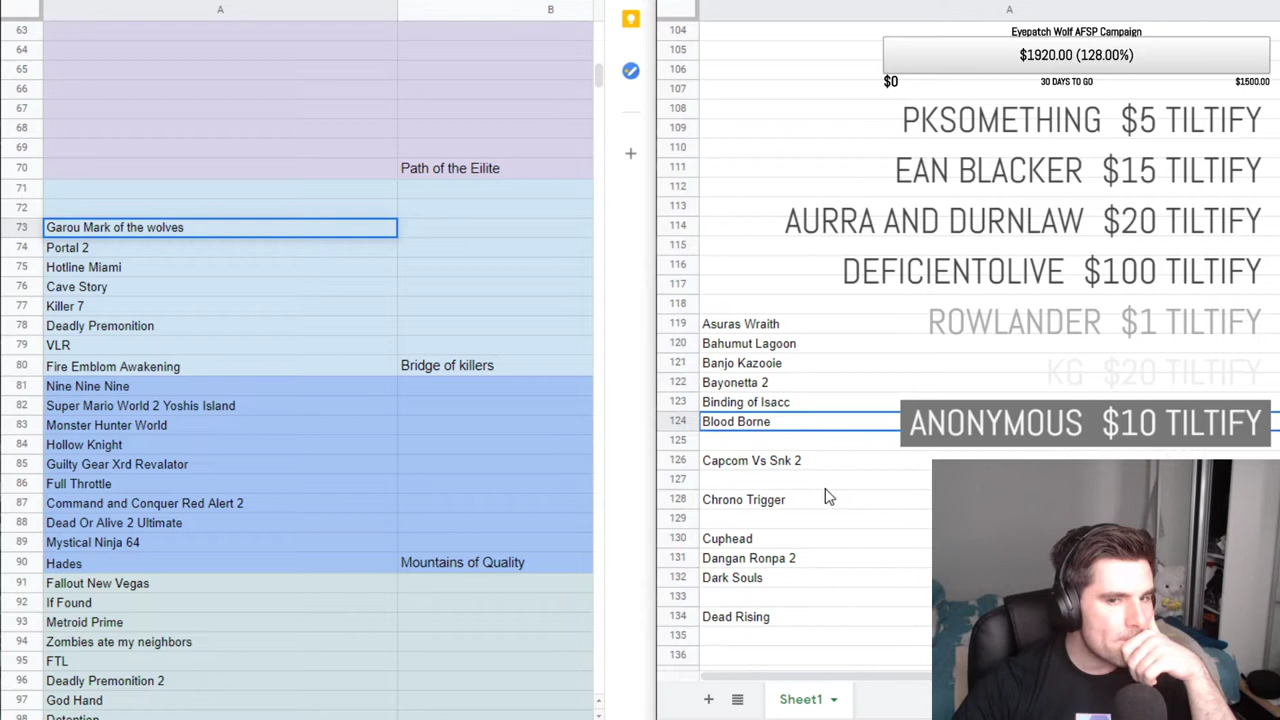 A
B
63
64
65
66
67
68
69
70 Path of the Eilite
71
72
73 Garou Mark of the wolves
74 Portal 2
75 Hotline Miami
76 Cave Story
77 Killer 7
78 Deadly Premonition
79 VLR
80 Fire Emblom Awakening Bridge of killers
81 Nine Nine Nine
82 Super Mario World 2 Yoshis Island
83 Monster Hunter World
84 Hollow Knight
85 Guilty Gear Xrd Revalator
86 Full Throttle
87 Command and Conquer Red Alert 2
88 Dead Or Alive 2 Ultimate
89 Mystical Ninja 64
90 Hades Mountains of Quality
91 Fallout New Vegas
92 If Found
93 Metroid Prime
94 Zombies ate my neighbors
95 FTL
96 Deadly Premonition 2
97 God Hand
98 Detention
A
104
105
106
107
108
109
110
111
112
113
114
115
116
117
118
119 Asuras Wraith
120 Bahumut Lagoon
121 Banjo Kazooie
122 Bayonetta 2
123 Binding of Isacc
124 Blood Borne
125
126 Capcom Vs Snk 2
127
128 Chrono Trigger
129
130 Cuphead
131 Dangan Ronpa 2
132 Dark Souls
133
134 Dead Rising
135
136
Sheet1
Eyepatch Wolf AFSP Campaign
$1920.00 (128.00%)
$0 30 DAYS TO GO $1500.00
PKSOMETHING $5 TILTIFY
EAN BLACKER $15 TILTIFY
AURRA AND DURNLAW $20 TILTIFY
DEFICIENTOLIVE $100 TILTIFY
ROWLANDER $1 TILTIFY
KG $20 TILTIFY
ANONYMOUS $10 TILTIFY